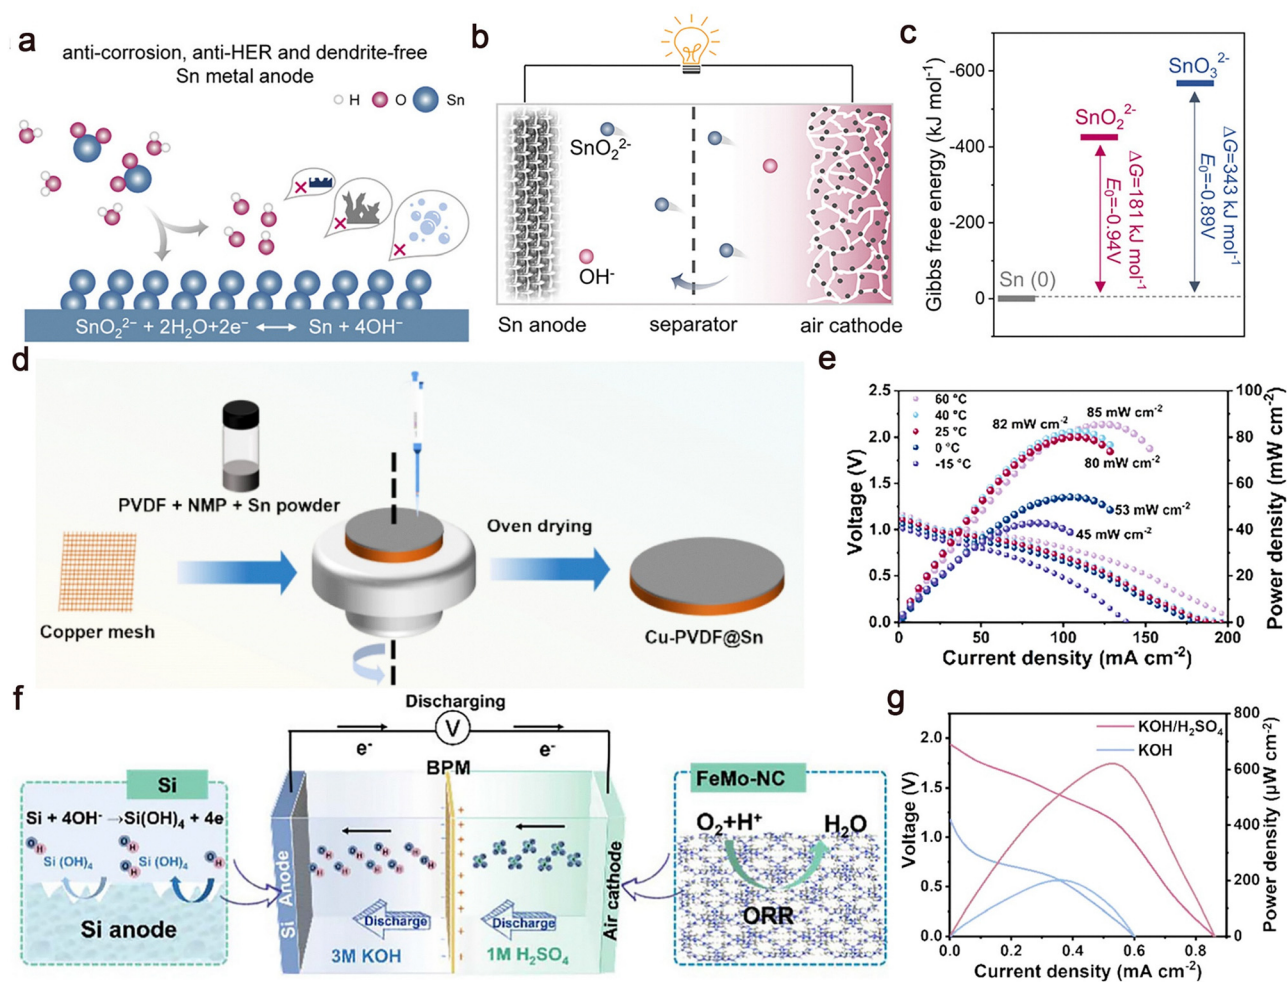 a
anti-corrosion, anti-HER and dendrite-free
Sn metal anode
H O Sn
SnO₂²⁻ + 2H₂O+2e⁻ ⟷ Sn + 4OH⁻
b
SnO₂²⁻
OH⁻
Sn anode
separator
air cathode
c
Gibbs free energy (kJ mol⁻¹)
-600
-400
-200
0
Sn (0)
SnO₂²⁻
ΔG=181 kJ mol⁻¹
E₀=-0.94V
SnO₃²⁻
ΔG=343 kJ mol⁻¹
E₀=-0.89V
d
PVDF + NMP + Sn powder
Copper mesh
Oven drying
Cu-PVDF@Sn
e
Voltage (V)
2.5
2.0
1.5
1.0
0.5
0.0
60 °C
40 °C
25 °C
0 °C
-15 °C
82 mW cm⁻²
85 mW cm⁻²
80 mW cm⁻²
53 mW cm⁻²
45 mW cm⁻²
100
80
60
40
20
0
Power density (mW cm⁻²)
0 50 100 150 200
Current density (mA cm⁻²)
f
Si
Si + 4OH⁻ →Si(OH)₄ + 4e
H
H
H
H
Si (OH)₄
Si (OH)₄
Si anode
Discharging
V
e⁻
e⁻
BPM
Si Anode
Discharge
3M KOH
Discharge
1M H₂SO₄
Air cathode
FeMo-NC
O₂+H⁺
H₂O
ORR
g
Voltage (V)
2.0
1.5
1.0
0.5
0.0
KOH/H₂SO₄
KOH
800
600
400
200
0
Power density (μW cm⁻²)
0.0 0.2 0.4 0.6 0.8
Current density (mA cm⁻²)